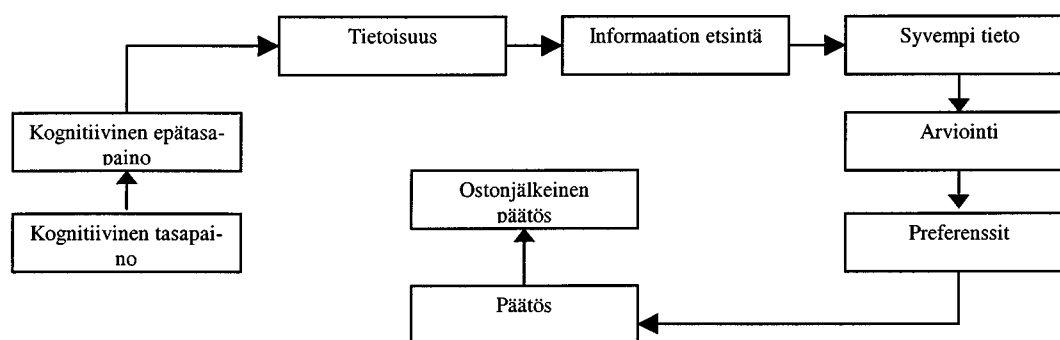 Tietoisuus
Informaation etsintä
Syvempi tieto
Kognitiivinen epätasa-
paino
Arviointi
Ostonjälkeinen
päätös
Kognitiivinen tasapai-
no
Preferenssit
Päätös